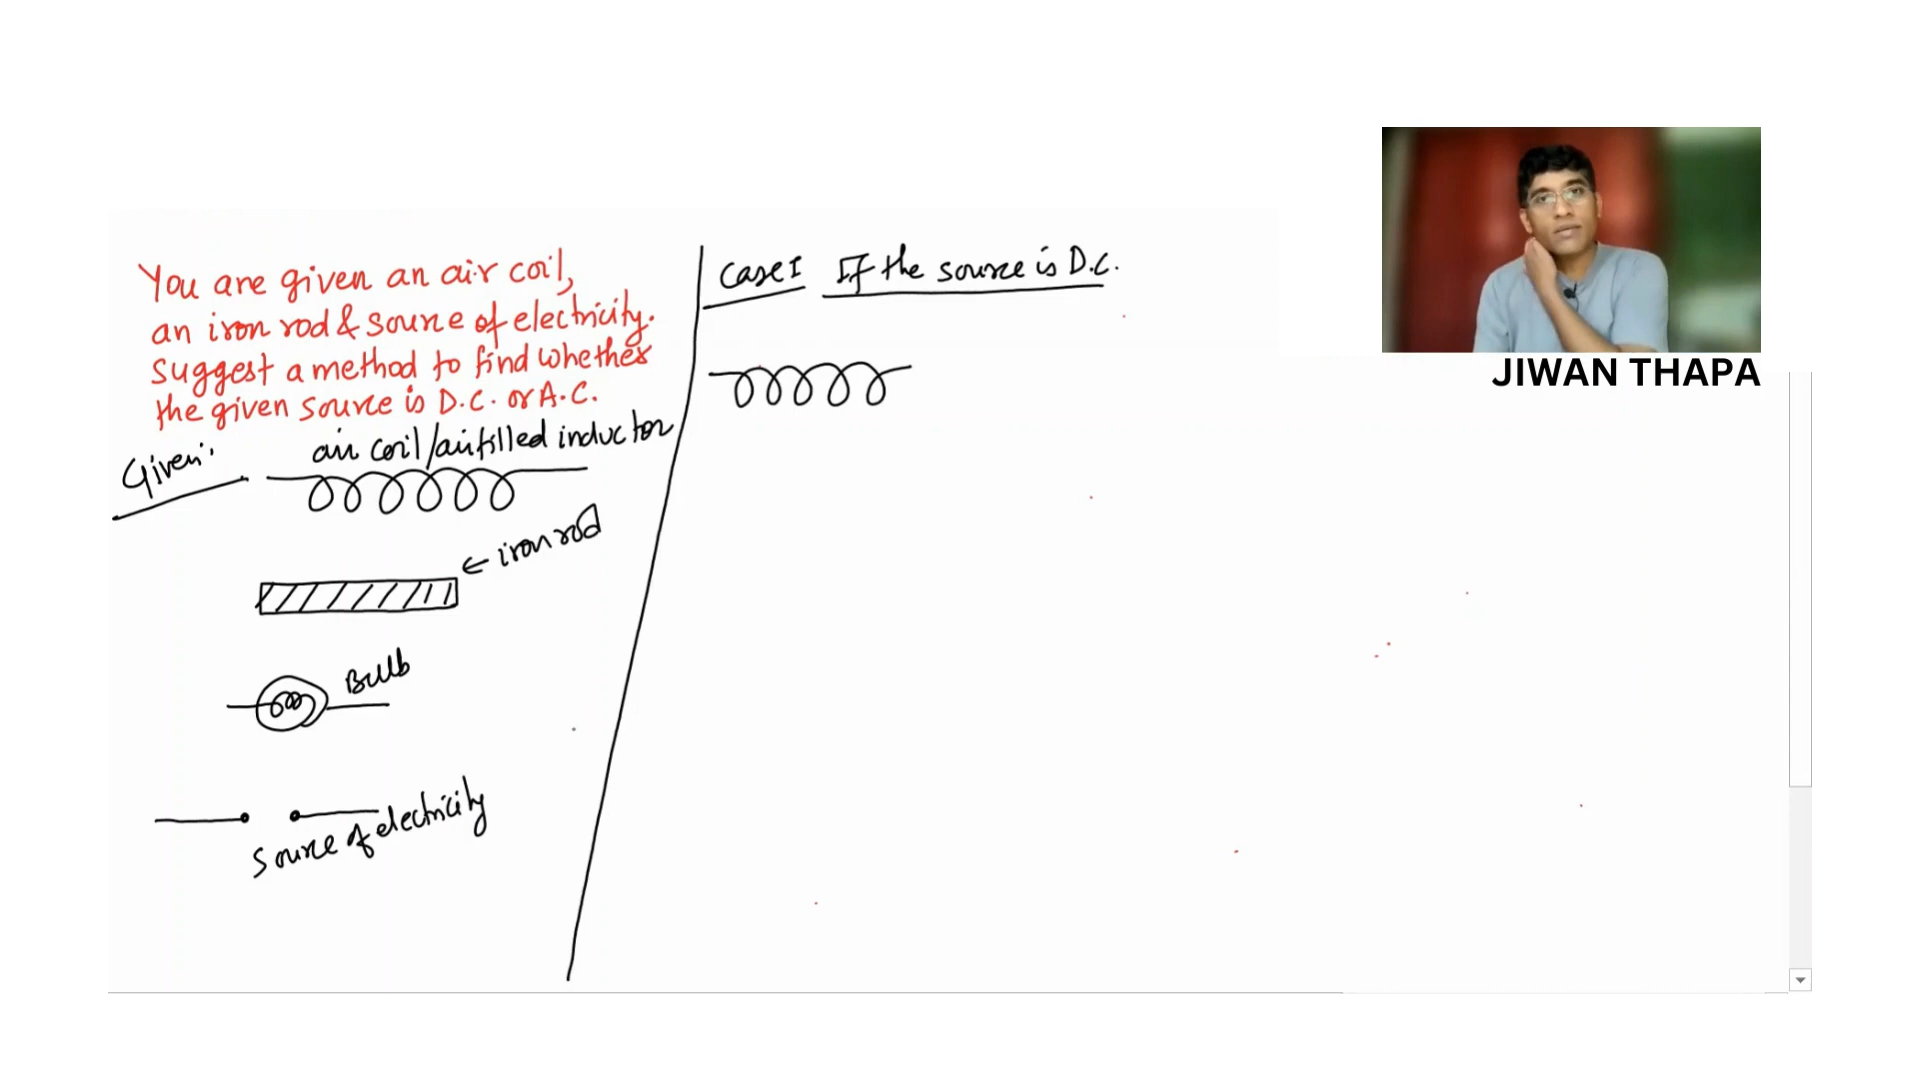 You are given an air coil,
an iron rod & source of electricity.
suggest a method to find whether
the given source is D.C. or A.C.
Given:
air coil/airfilled inductor
← iron rod
Bulb
Source of electricity
Case I If the source is D.C.
JIWAN THAPA